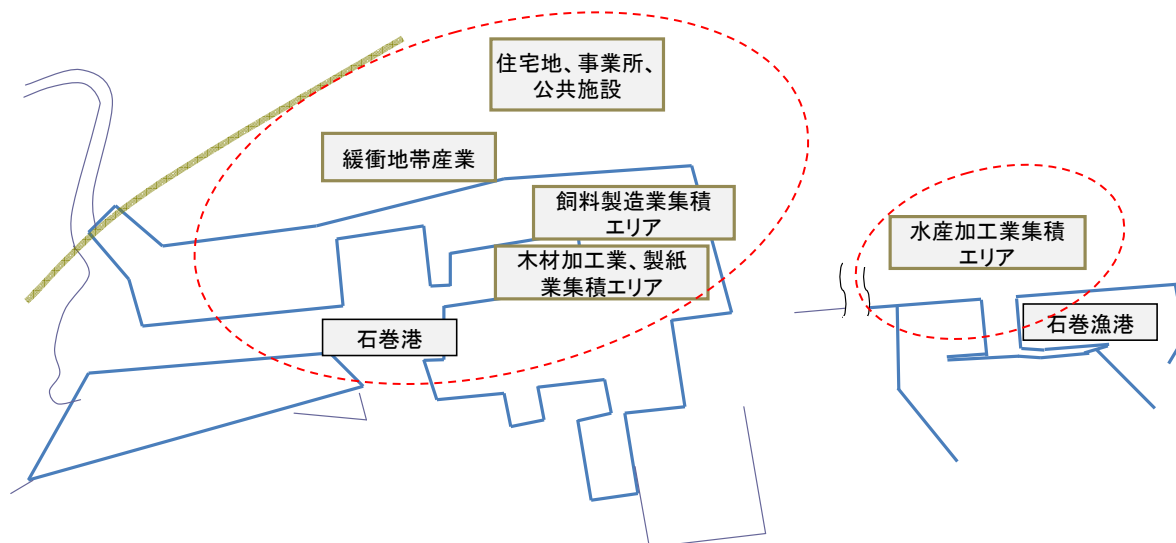 住宅地、事業所、
公共施設
緩衝地帯産業
飼料製造業集積
エリア
木材加工業、製紙
業集積エリア
石巻港
水産加工業集積
エリア
石巻漁港